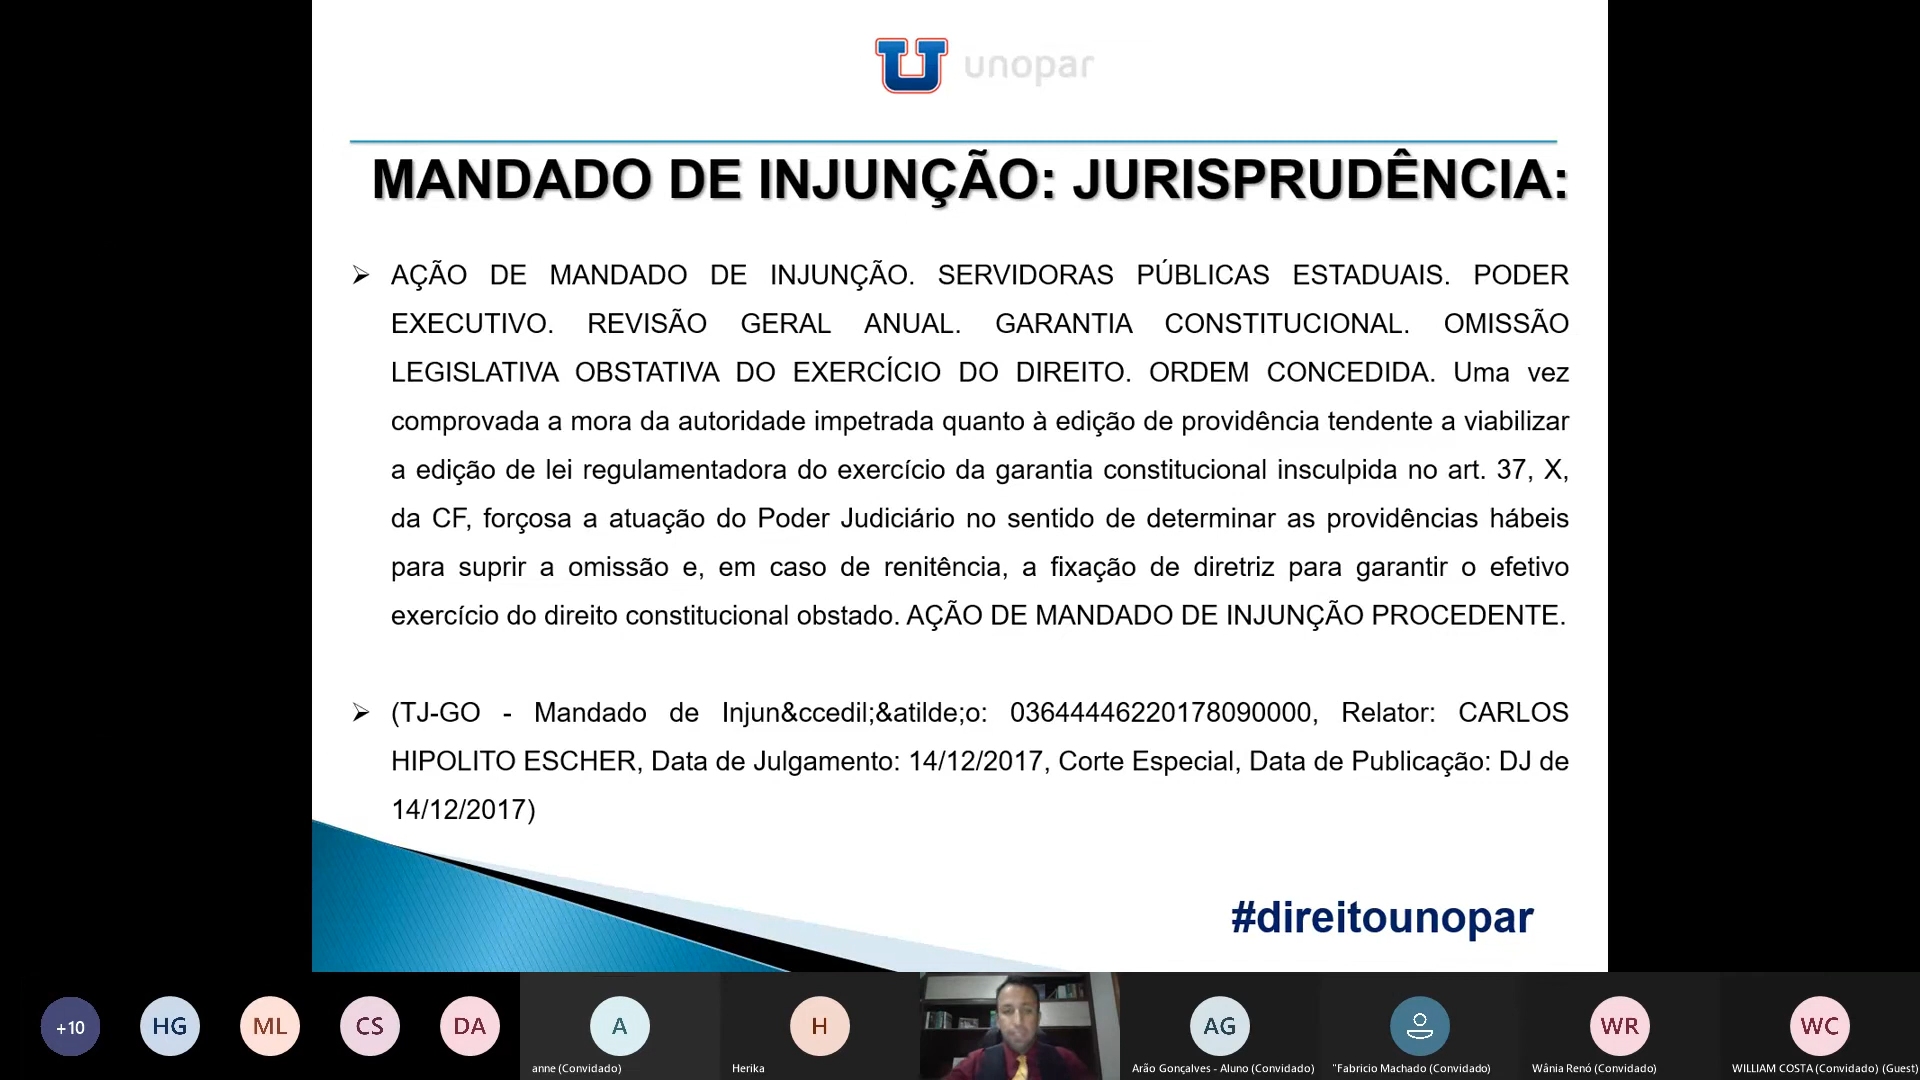 unopar
MANDADO DE INJUNÇÃO: JURISPRUDÊNCIA:
➢ AÇÃO DE MANDADO DE INJUNÇÃO. SERVIDORAS PÚBLICAS ESTADUAIS. PODER
EXECUTIVO. REVISÃO GERAL ANUAL. GARANTIA CONSTITUCIONAL. OMISSÃO
LEGISLATIVA OBSTATIVA DO EXERCÍCIO DO DIREITO. ORDEM CONCEDIDA. Uma vez
comprovada a mora da autoridade impetrada quanto à edição de providência tendente a viabilizar
a edição de lei regulamentadora do exercício da garantia constitucional insculpida no art. 37, X,
da CF, forçosa a atuação do Poder Judiciário no sentido de determinar as providências hábeis
para suprir a omissão e, em caso de renitência, a fixação de diretriz para garantir o efetivo
exercício do direito constitucional obstado. AÇÃO DE MANDADO DE INJUNÇÃO PROCEDENTE.
➢ (TJ-GO - Mandado de Injun&ccedil;&atilde;o: 03644446220178090000, Relator: CARLOS
HIPOLITO ESCHER, Data de Julgamento: 14/12/2017, Corte Especial, Data de Publicação: DJ de
14/12/2017)
#direitounopar
+10 HG ML CS DA A H AG WR WC
anne (Convidado) Herika Arão Gonçalves - Aluno (Convidado) "Fabricio Machado (Convidado) Wânia Renó (Convidado) WILLIAM COSTA (Convidado) (Guest)